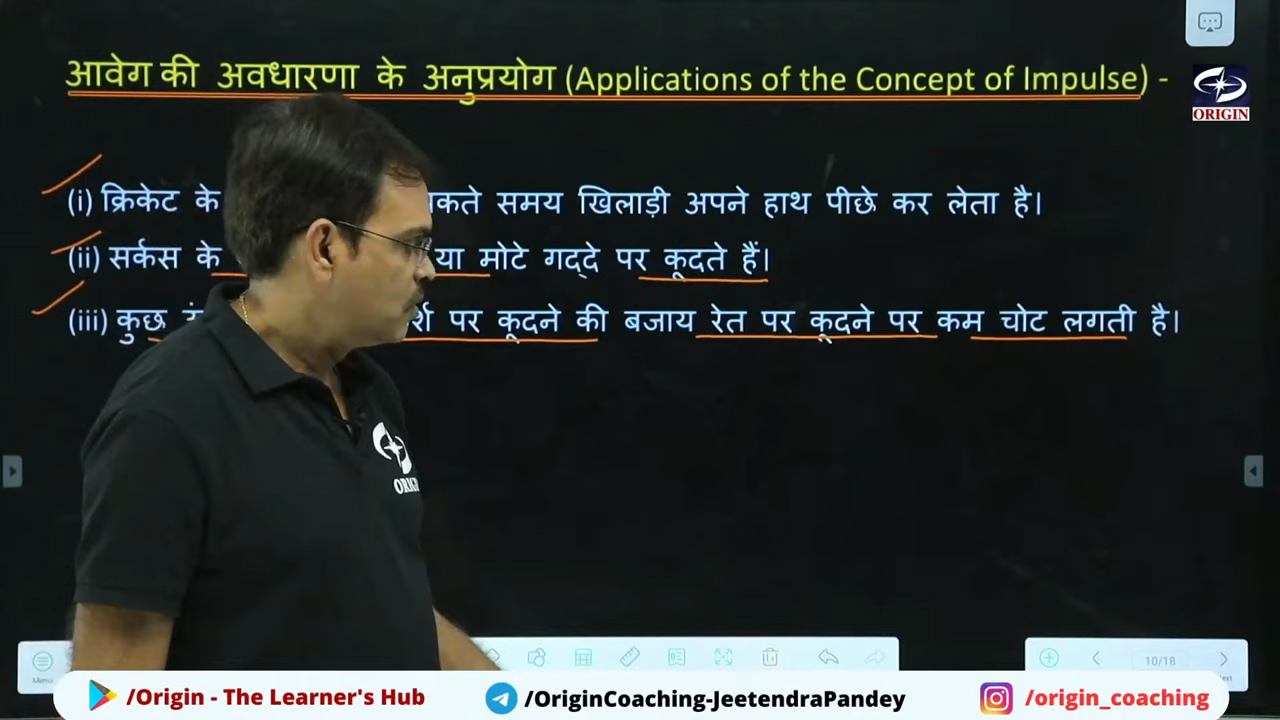 आवेग की अवधारणा के अनुप्रयोग (Applications of the Concept of Impulse) -
ORIGIN
(i) क्रिकेट के समय खिलाड़ी अपने हाथ पीछे कर लेता है।
(ii) सर्कस के या मोटे गद्दे पर कूदते हैं।
(iii) कुछ पर कूदने की बजाय रेत पर कूदने पर कम चोट लगती है।
10/18
/Origin - The Learner's Hub
/OriginCoaching-JeetendraPandey
/origin_coaching